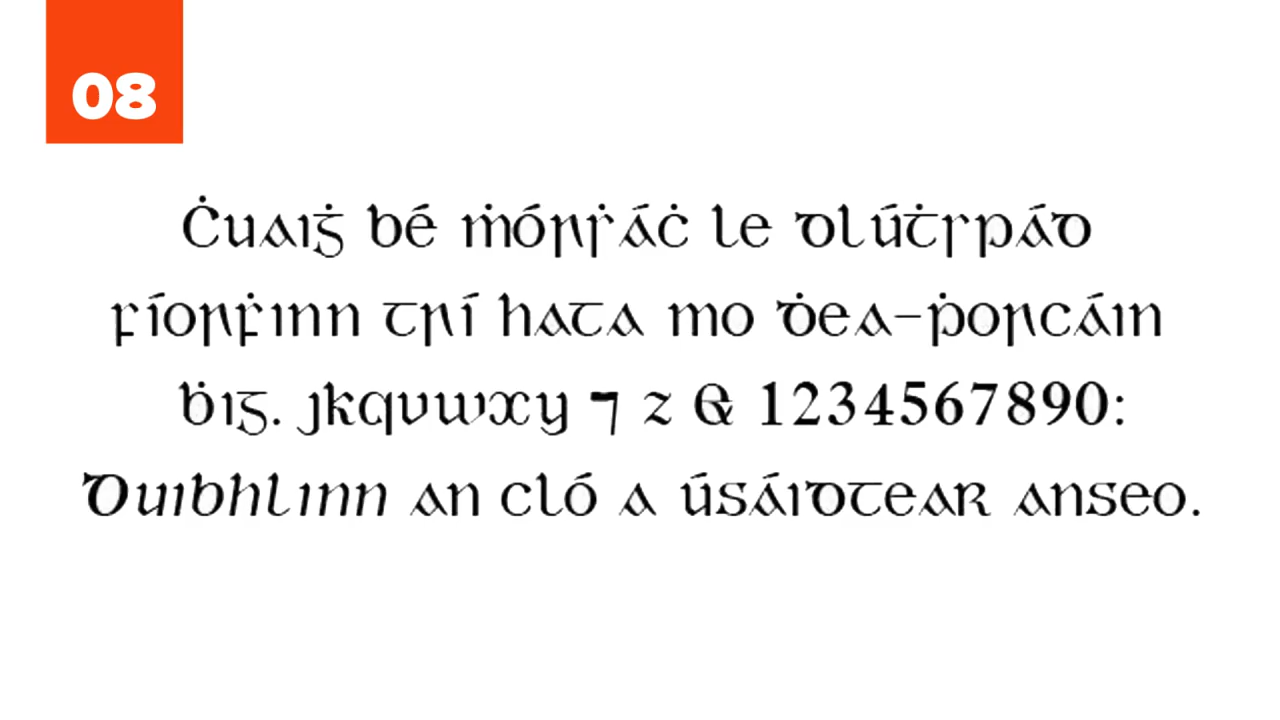 08
Ċuaiġ bé ṁórṡáċ le dlúṫspád
fíorḟinn trí hata mo ḋea-ṗorcáin
ḃig. jkqvwxy ⁊ z & 1234567890:
Duibhlinn an cló a úsáidtear anseo.